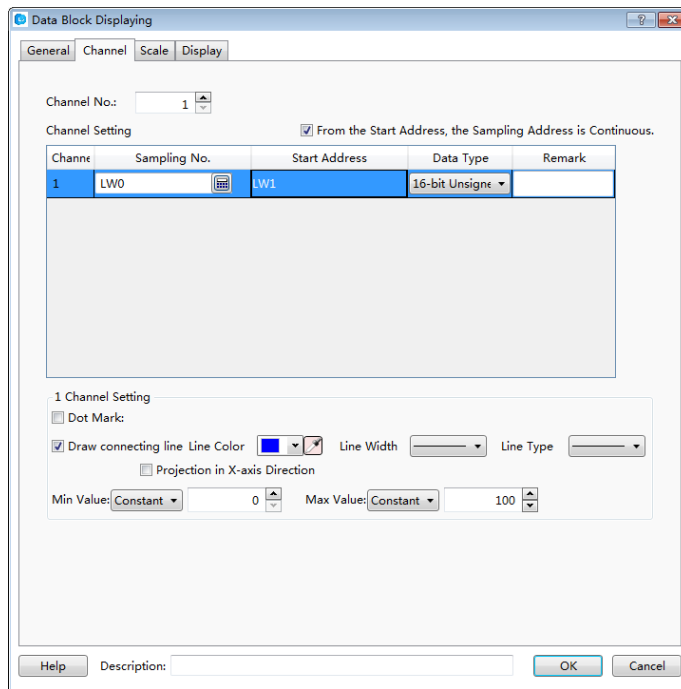 Data Block Displaying
General Channel Scale Display
Channel No.: 1
Channel Setting From the Start Address, the Sampling Address is Continuous.
Channe Sampling No. Start Address Data Type Remark
1 LW0 LW1 16-bit Unsigne
1 Channel Setting
Dot Mark:
Draw connecting line Line Color Line Width Line Type
Projection in X-axis Direction
Min Value: Constant 0 Max Value: Constant 100
Help Description: OK Cancel